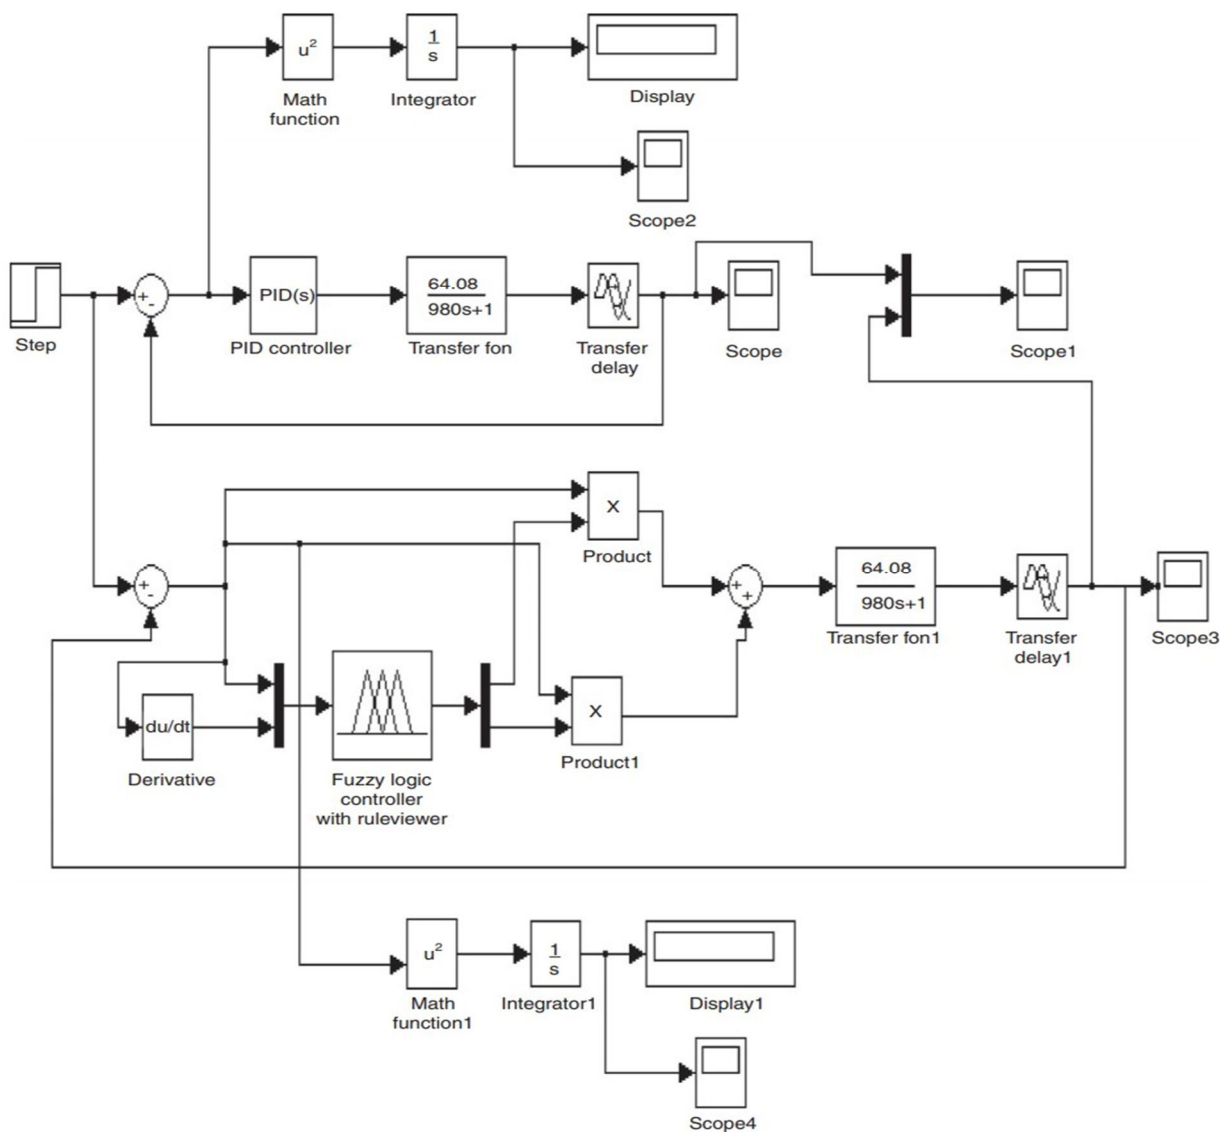 u²
1
s
Math
function
Integrator
Display
Scope2
Step
+
-
PID(s)
PID controller
64.08
980s+1
Transfer fon
Transfer
delay
Scope
Scope1
X
Product
+
-
+
+
64.08
980s+1
Transfer fon1
Transfer
delay1
Scope3
du/dt
Derivative
Fuzzy logic
controller
with ruleviewer
X
Product1
u²
Math
function1
1
s
Integrator1
Display1
Scope4